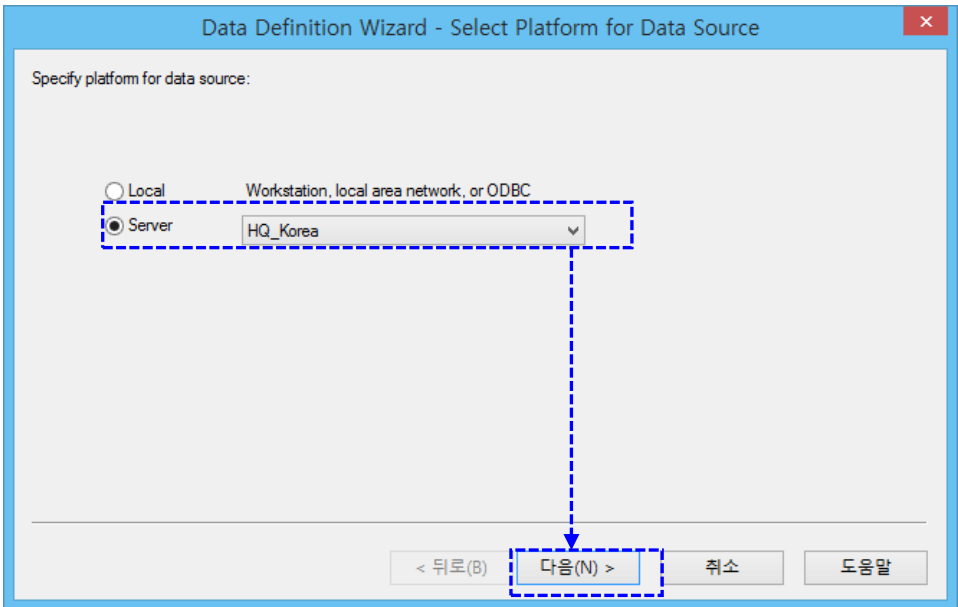 Data Definition Wizard - Select Platform for Data Source
Specify platform for data source:
Local Workstation, local area network, or ODBC
Server HQ_Korea
< 뒤로(B) 다음(N) > 취소 도움말